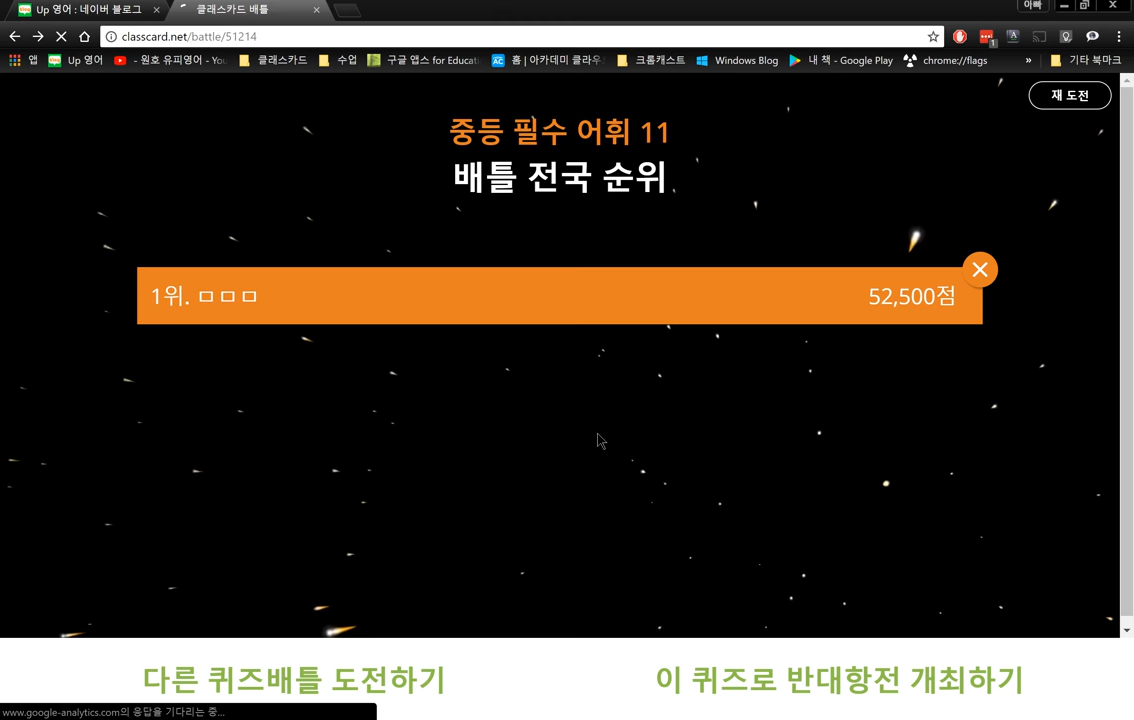 Up 영어 : 네이버 블로그
클래스카드 배틀
아빠
classcard.net/battle/51214
앱
Up 영어
- 원호 유피영어 - You
클래스카드
수업
구글 앱스 for Educati
홈 | 아카데미 클라우
크롬캐스트
Windows Blog
내 책 - Google Play
chrome://flags
»
기타 북마크
재 도전
중등 필수 어휘 11
배틀 전국 순위
1위. ㅁㅁㅁ 52,500점
다른 퀴즈배틀 도전하기
이 퀴즈로 반대항전 개최하기
www.google-analytics.com의 응답을 기다리는 중...